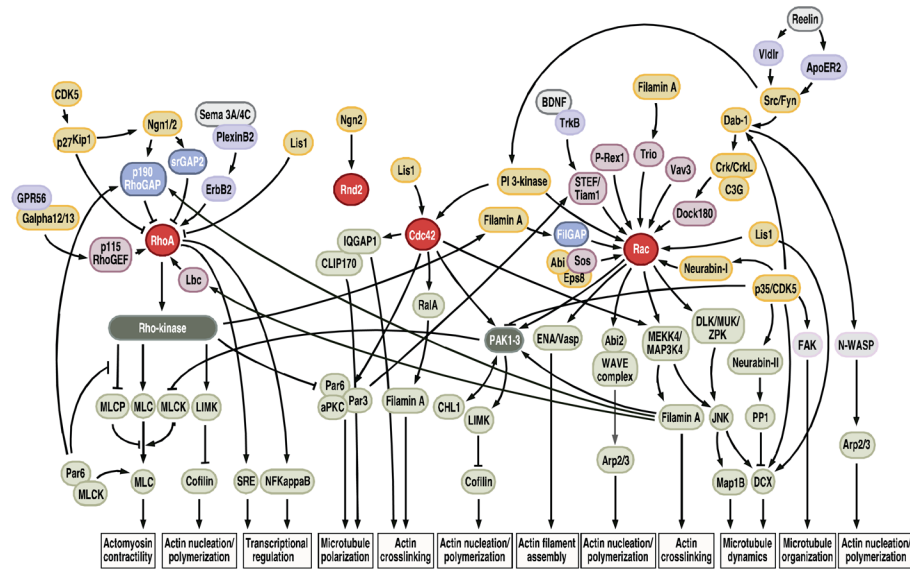 Reelin
Vldlr
ApoER2
Src/Fyn
Dab-1
CDK5
p27Kip1
Ngn1/2
Sema 3A/4C
PlexinB2
srGAP2
p190
RhoGAP
ErbB2
Lis1
Ngn2
Rnd2
Lis1
BDNF
TrkB
Filamin A
P-Rex1
Trio
Vav3
Crk/CrkL
C3G
PI 3-kinase
STEF/
Tiam1
Dock180
GPR56
Galpha12/13
p115
RhoGEF
RhoA
Lbc
IQGAP1
CLIP170
Cdc42
Filamin A
FilGAP
Abi
Sos
Eps8
Rac
Lis1
Neurabin-I
p35/CDK5
RalA
Rho-kinase
PAK1-3
ENA/Vasp
Abi2
WAVE
complex
MEKK4/
MAP3K4
DLK/MUK/
ZPK
Neurabin-II
FAK
N-WASP
MLCP
MLC
MLCK
LIMK
Par6
aPKC
Par3
Filamin A
CHL1
LIMK
Filamin A
JNK
PP1
Par6
MLCK
MLC
Cofilin
SRE
NFKappaB
Cofilin
Arp2/3
Map1B
DCX
Arp2/3
Actomyosin
contractility
Actin nucleation/
polymerization
Transcriptional
regulation
Microtubule
polarization
Actin
crosslinking
Actin nucleation/
polymerization
Actin filament
assembly
Actin nucleation/
polymerization
Actin
crosslinking
Microtubule
dynamics
Microtubule
organization
Actin nucleation/
polymerization